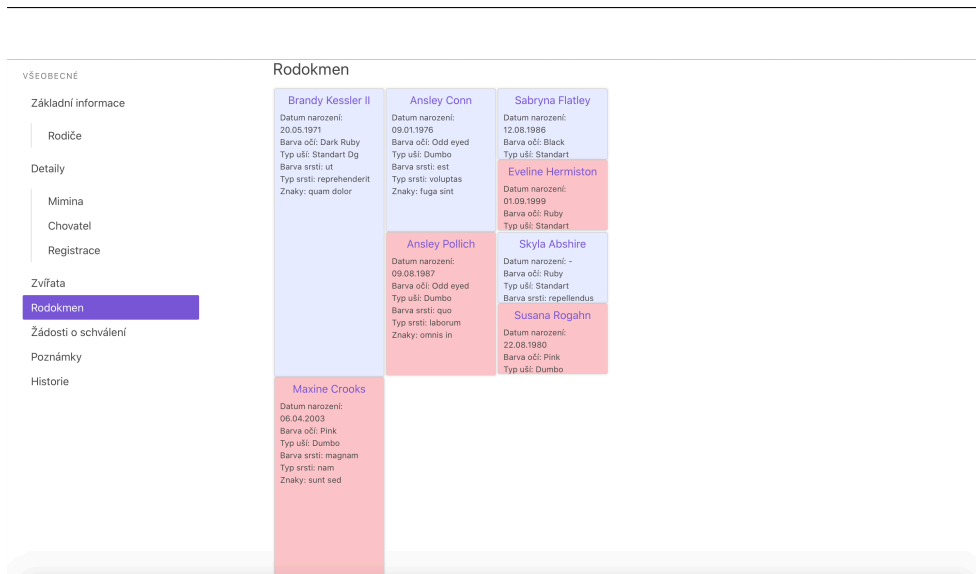 VŠEOBECNÉ
Základní informace
Rodiče
Detaily
Mimina
Chovatel
Registrace
Zvířata
Rodokmen
Žádosti o schválení
Poznámky
Historie
Rodokmen
Brandy Kessler II
Datum narození:
20.05.1971
Barva očí: Dark Ruby
Typ uší: Standart Dg
Barva srsti: ut
Typ srsti: reprehenderit
Znaky: quam dolor
Maxine Crooks
Datum narození:
06.04.2003
Barva očí: Pink
Typ uší: Dumbo
Barva srsti: magnam
Typ srsti: nam
Znaky: sunt sed
Ansley Conn
Datum narození:
09.01.1976
Barva očí: Odd eyed
Typ uší: Dumbo
Barva srsti: est
Typ srsti: voluptas
Znaky: fuga sint
Ansley Pollich
Datum narození:
09.08.1987
Barva očí: Odd eyed
Typ uší: Dumbo
Barva srsti: quo
Typ srsti: laborum
Znaky: omnis in
Sabryna Flatley
Datum narození:
12.08.1986
Barva očí: Black
Typ uší: Standart
Eveline Hermiston
Datum narození:
01.09.1999
Barva očí: Ruby
Typ uší: Standart
Skyla Abshire
Datum narození: -
Barva očí: Ruby
Typ uší: Standart
Barva srsti: repellendus
Susana Rogahn
Datum narození:
22.08.1980
Barva očí: Pink
Typ uší: Dumbo